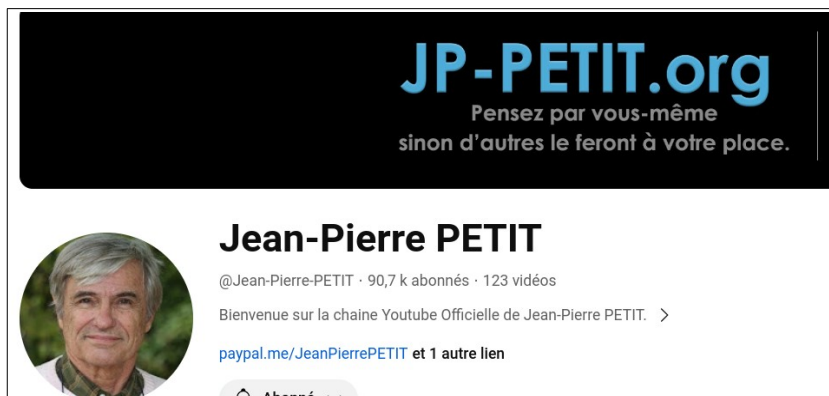 JP-PETIT.org
Pensez par vous-même
sinon d'autres le feront à votre place.
Jean-Pierre PETIT
@Jean-Pierre-PETIT · 90,7 k abonnés · 123 vidéos
Bienvenue sur la chaine Youtube Officielle de Jean-Pierre PETIT.
paypal.me/JeanPierrePETIT et 1 autre lien
Abonné